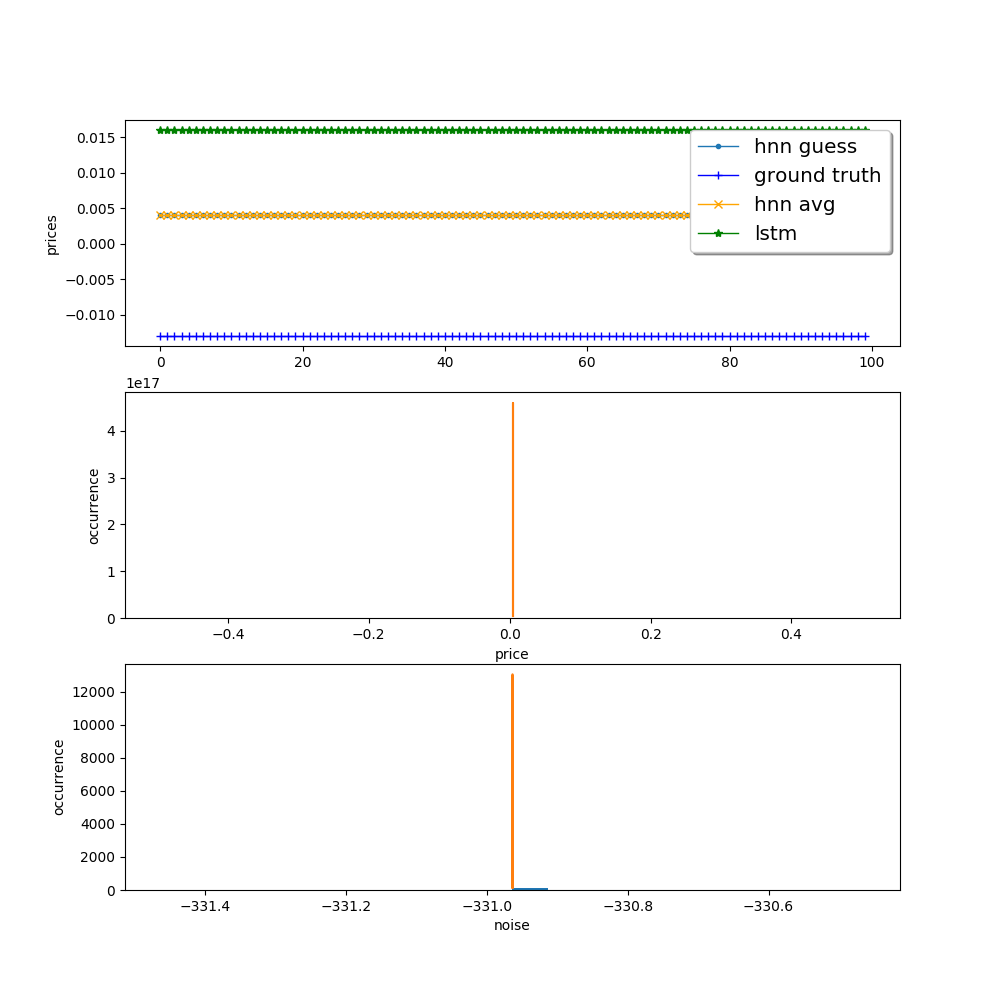 0.015
0.010
0.005
0.000
−0.005
−0.010
prices
hnn guess
ground truth
hnn avg
lstm
0 20 40 60 80 100
1e17
4
3
2
1
0
occurrence
−0.4 −0.2 0.0 0.2 0.4
price
12000
10000
8000
6000
4000
2000
0
occurrence
−331.4 −331.2 −331.0 −330.8 −330.6
noise